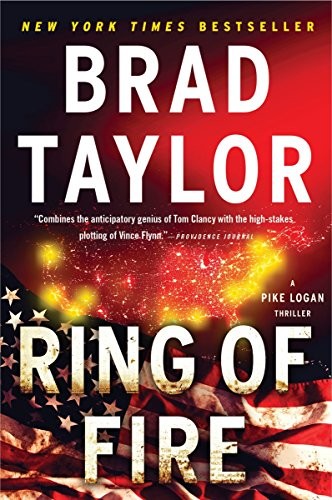 NEW YORK TIMES BESTSELLER
BRAD
TAYLOR
“Combines the anticipatory genius of Tom Clancy with the high-stakes
plotting of Vince Flynn.” —PROVIDENCE JOURNAL
A
PIKE LOGAN
THRILLER
RING OF
FIRE